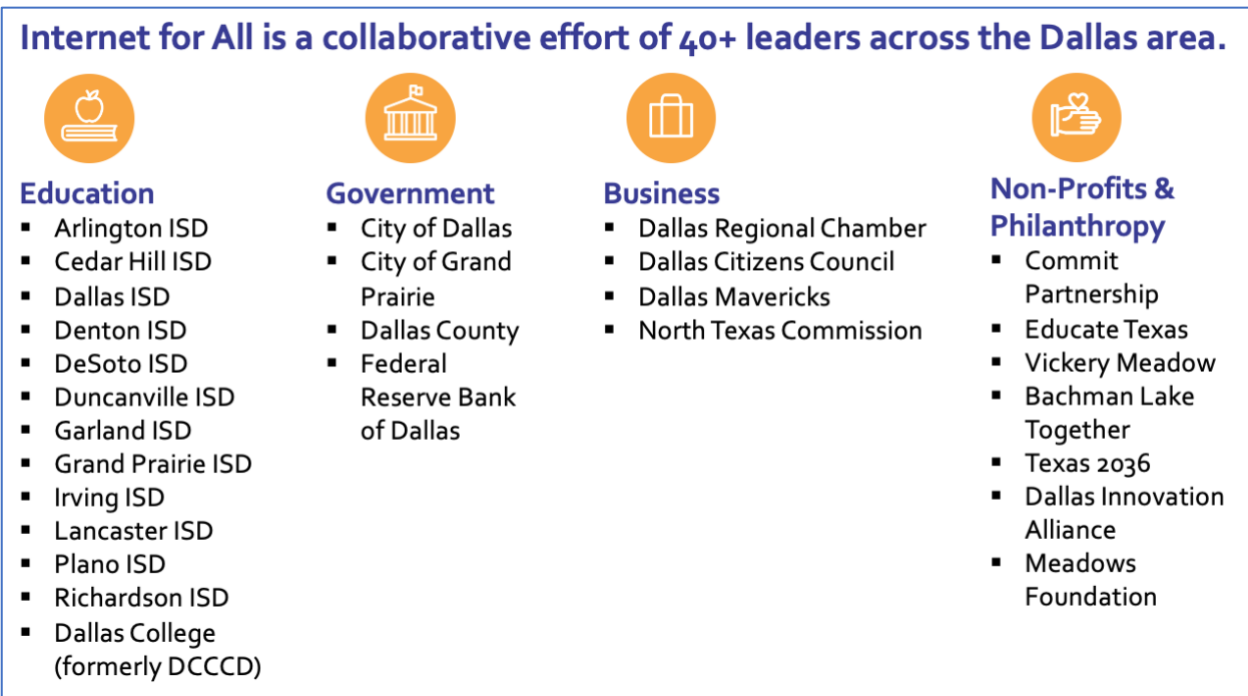 Internet for All is a collaborative effort of 40+ leaders across the Dallas area.
Education
▪ Arlington ISD
▪ Cedar Hill ISD
▪ Dallas ISD
▪ Denton ISD
▪ DeSoto ISD
▪ Duncanville ISD
▪ Garland ISD
▪ Grand Prairie ISD
▪ Irving ISD
▪ Lancaster ISD
▪ Plano ISD
▪ Richardson ISD
▪ Dallas College
(formerly DCCCD)
Government
▪ City of Dallas
▪ City of Grand
Prairie
▪ Dallas County
▪ Federal
Reserve Bank
of Dallas
Business
▪ Dallas Regional Chamber
▪ Dallas Citizens Council
▪ Dallas Mavericks
▪ North Texas Commission
Non-Profits &
Philanthropy
▪ Commit
Partnership
▪ Educate Texas
▪ Vickery Meadow
▪ Bachman Lake
Together
▪ Texas 2036
▪ Dallas Innovation
Alliance
▪ Meadows
Foundation